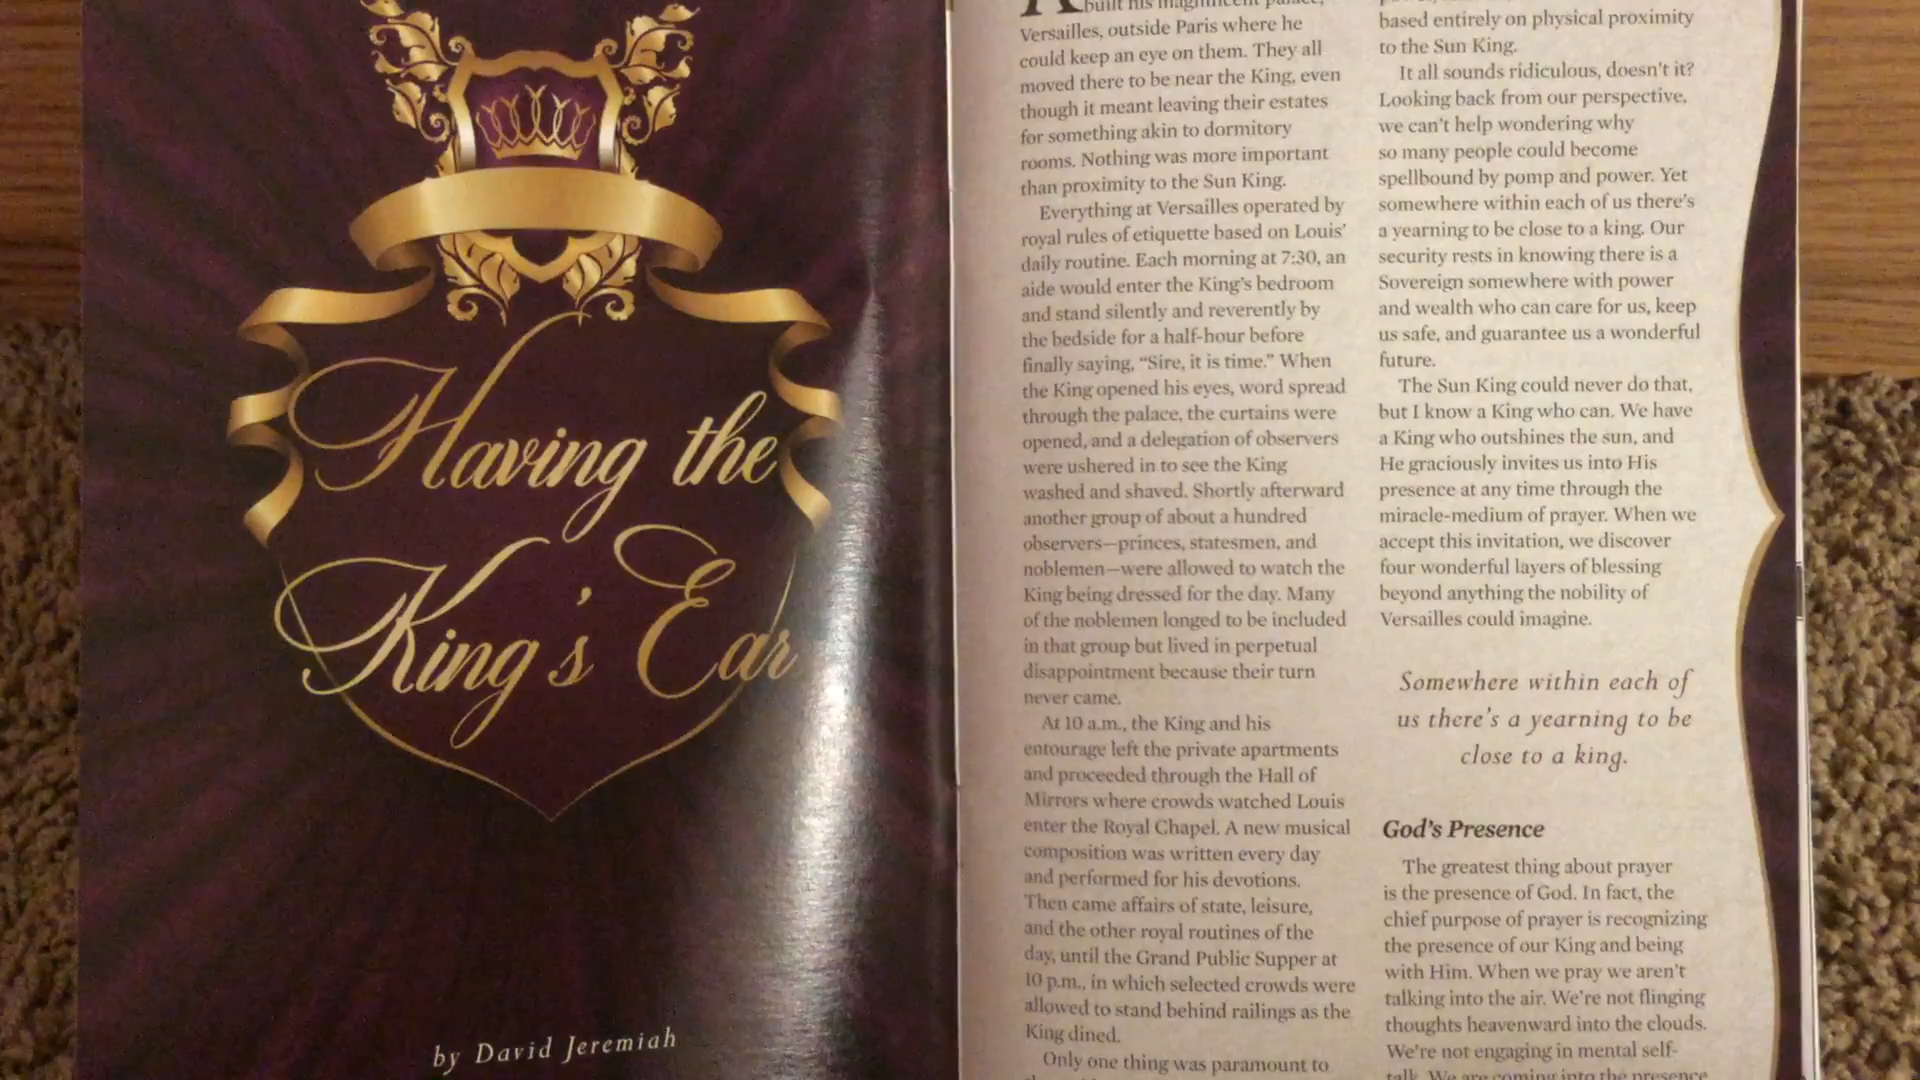 Having the
King's Ear
by David Jeremiah
built his magnificent palace,
Versailles, outside Paris where he
could keep an eye on them. They all
moved there to be near the King, even
though it meant leaving their estates
for something akin to dormitory
rooms. Nothing was more important
than proximity to the Sun King.
Everything at Versailles operated by
royal rules of etiquette based on Louis'
daily routine. Each morning at 7:30, an
aide would enter the King's bedroom
and stand silently and reverently by
the bedside for a half-hour before
finally saying, “Sire, it is time.” When
the King opened his eyes, word spread
through the palace, the curtains were
opened, and a delegation of observers
were ushered in to see the King
washed and shaved. Shortly afterward
another group of about a hundred
observers—princes, statesmen, and
noblemen—were allowed to watch the
King being dressed for the day. Many
of the noblemen longed to be included
in that group but lived in perpetual
disappointment because their turn
never came.
At 10 a.m., the King and his
entourage left the private apartments
and proceeded through the Hall of
Mirrors where crowds watched Louis
enter the Royal Chapel. A new musical
composition was written every day
and performed for his devotions.
Then came affairs of state, leisure,
and the other royal routines of the
day, until the Grand Public Supper at
10 p.m., in which selected crowds were
allowed to stand behind railings as the
King dined.
Only one thing was paramount to
based entirely on physical proximity
to the Sun King.
It all sounds ridiculous, doesn't it?
Looking back from our perspective,
we can't help wondering why
so many people could become
spellbound by pomp and power. Yet
somewhere within each of us there's
a yearning to be close to a king. Our
security rests in knowing there is a
Sovereign somewhere with power
and wealth who can care for us, keep
us safe, and guarantee us a wonderful
future.
The Sun King could never do that,
but I know a King who can. We have
a King who outshines the sun, and
He graciously invites us into His
presence at any time through the
miracle-medium of prayer. When we
accept this invitation, we discover
four wonderful layers of blessing
beyond anything the nobility of
Versailles could imagine.
Somewhere within each of
us there's a yearning to be
close to a king.
God's Presence
The greatest thing about prayer
is the presence of God. In fact, the
chief purpose of prayer is recognizing
the presence of our King and being
with Him. When we pray we aren't
talking into the air. We're not flinging
thoughts heavenward into the clouds.
We're not engaging in mental self-
talk. We are coming into the presence